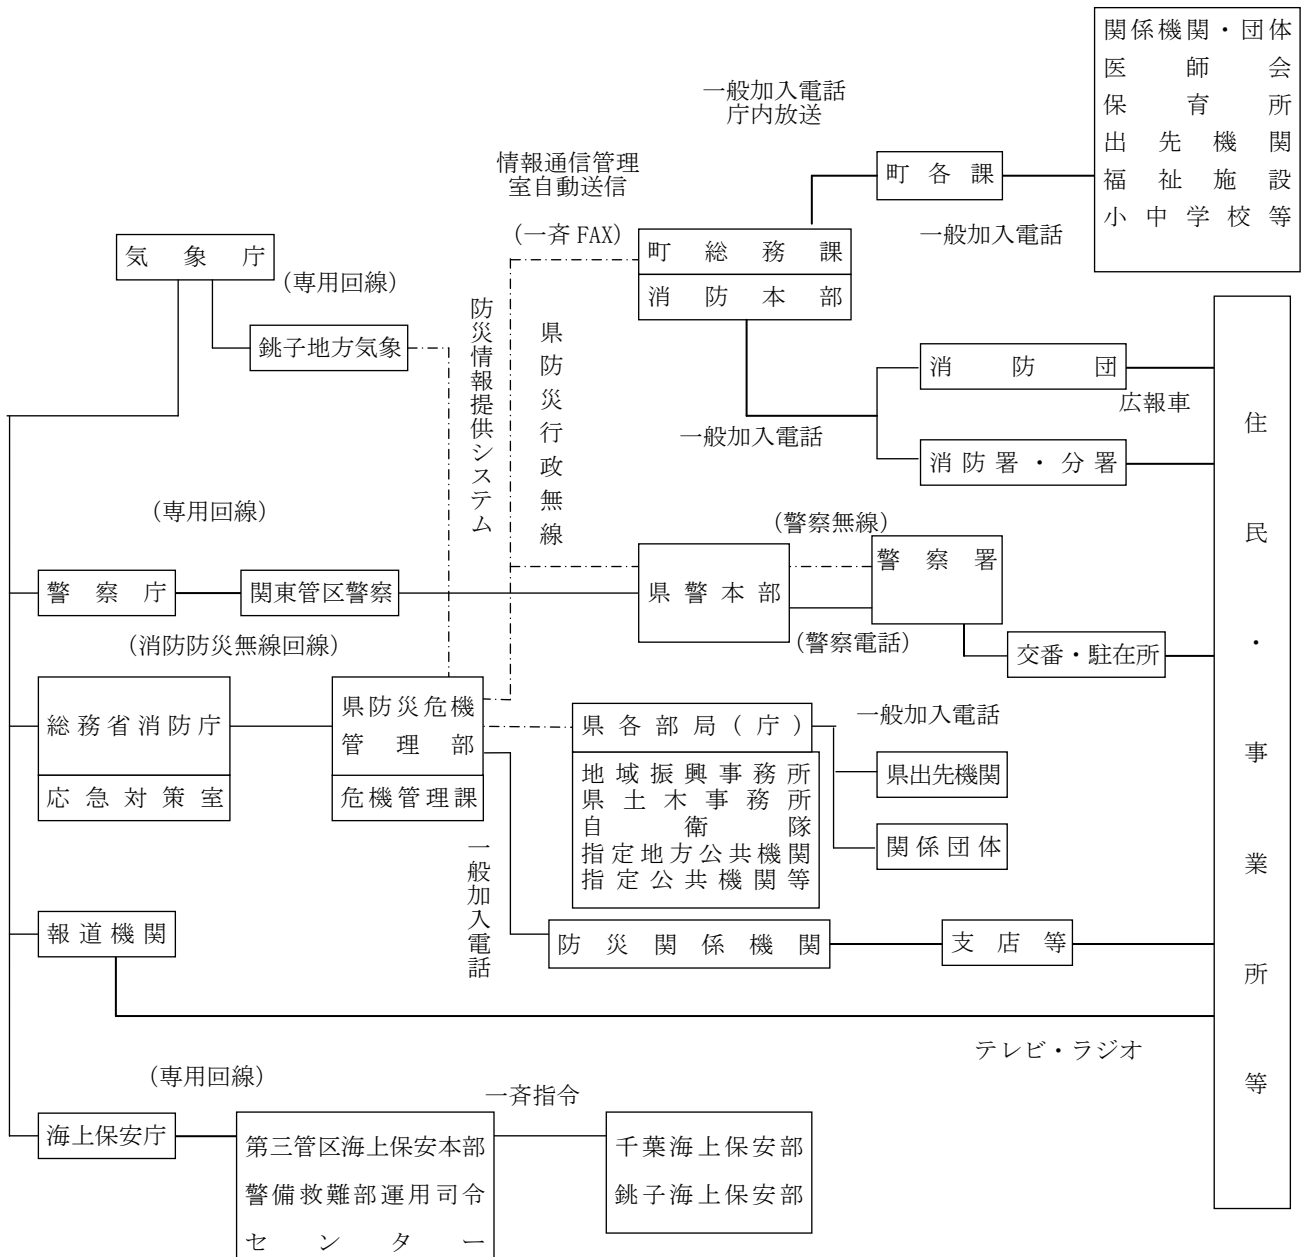 関係機関・団体
医師会
保育所
出先機関
福祉施設
小中学校等
一般加入電話
庁内放送
情報通信管理
室自動送信
(一斉 FAX)
町各課
一般加入電話
気象庁
(専用回線)
町総務課
消防本部
銚子地方気象
防災情報提供システム
県防災行政無線
消防団
広報車
一般加入電話
消防署・分署
住民・事業所等
(専用回線)
(警察無線)
警察署
警察庁
関東管区警察
県警本部
(警察電話)
(消防防災無線回線)
交番・駐在所
総務省消防庁
応急対策室
県防災危機
管理部
危機管理課
県各部局(庁)
一般加入電話
地域振興事務所
県土木事務所
自衛隊
指定地方公共機関
指定公共機関等
県出先機関
関係団体
一般加入電話
報道機関
防災関係機関
支店等
テレビ・ラジオ
(専用回線)
一斉指令
海上保安庁
第三管区海上保安本部
警備救難部運用司令
センター
千葉海上保安部
銚子海上保安部